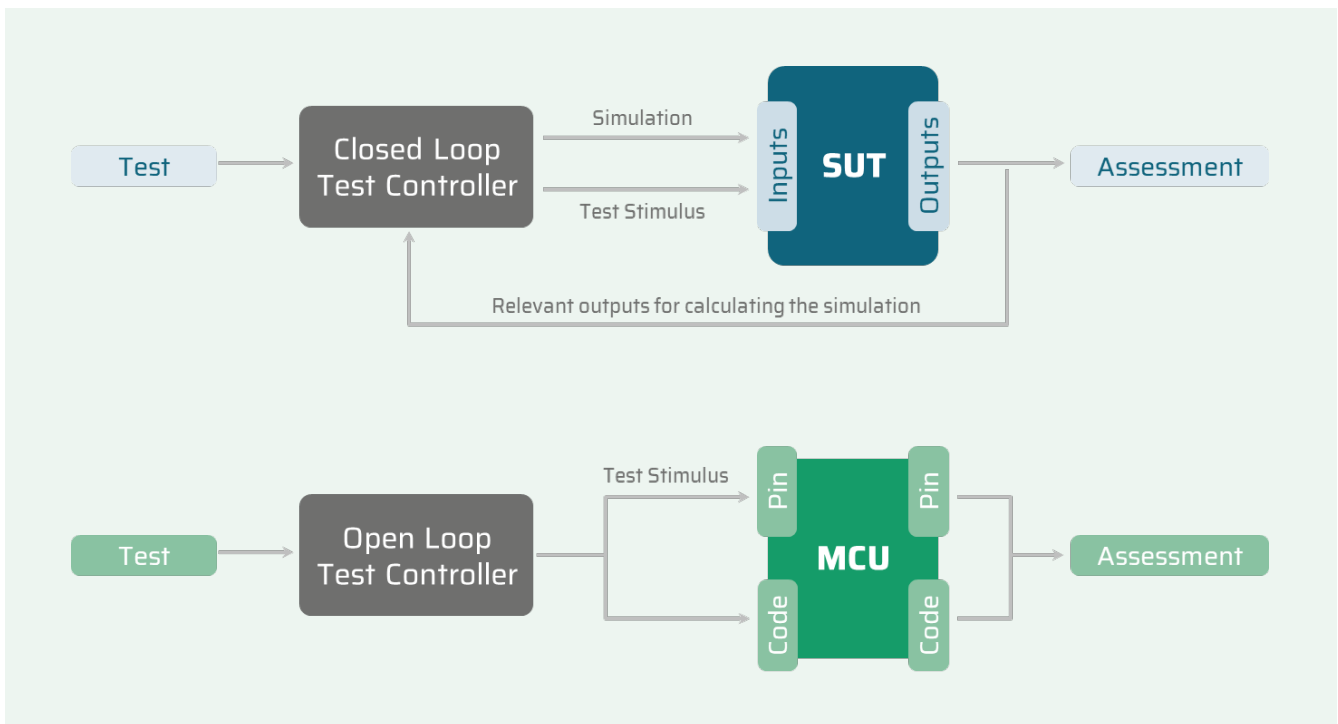 Test
Closed Loop
Test Controller
Simulation
Test Stimulus
Inputs
SUT
Outputs
Assessment
Relevant outputs for calculating the simulation
Test
Open Loop
Test Controller
Test Stimulus
Pin
Code
MCU
Pin
Code
Assessment